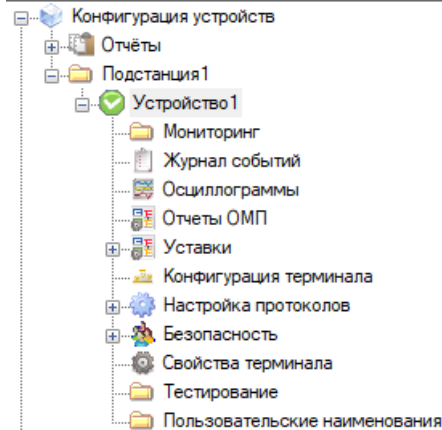 Конфигурация устройств
Отчёты
Подстанция1
Устройство1
Мониторинг
Журнал событий
Осциллограммы
Отчеты ОМП
Уставки
Конфигурация терминала
Настройка протоколов
Безопасность
Свойства терминала
Тестирование
Пользовательские наименования